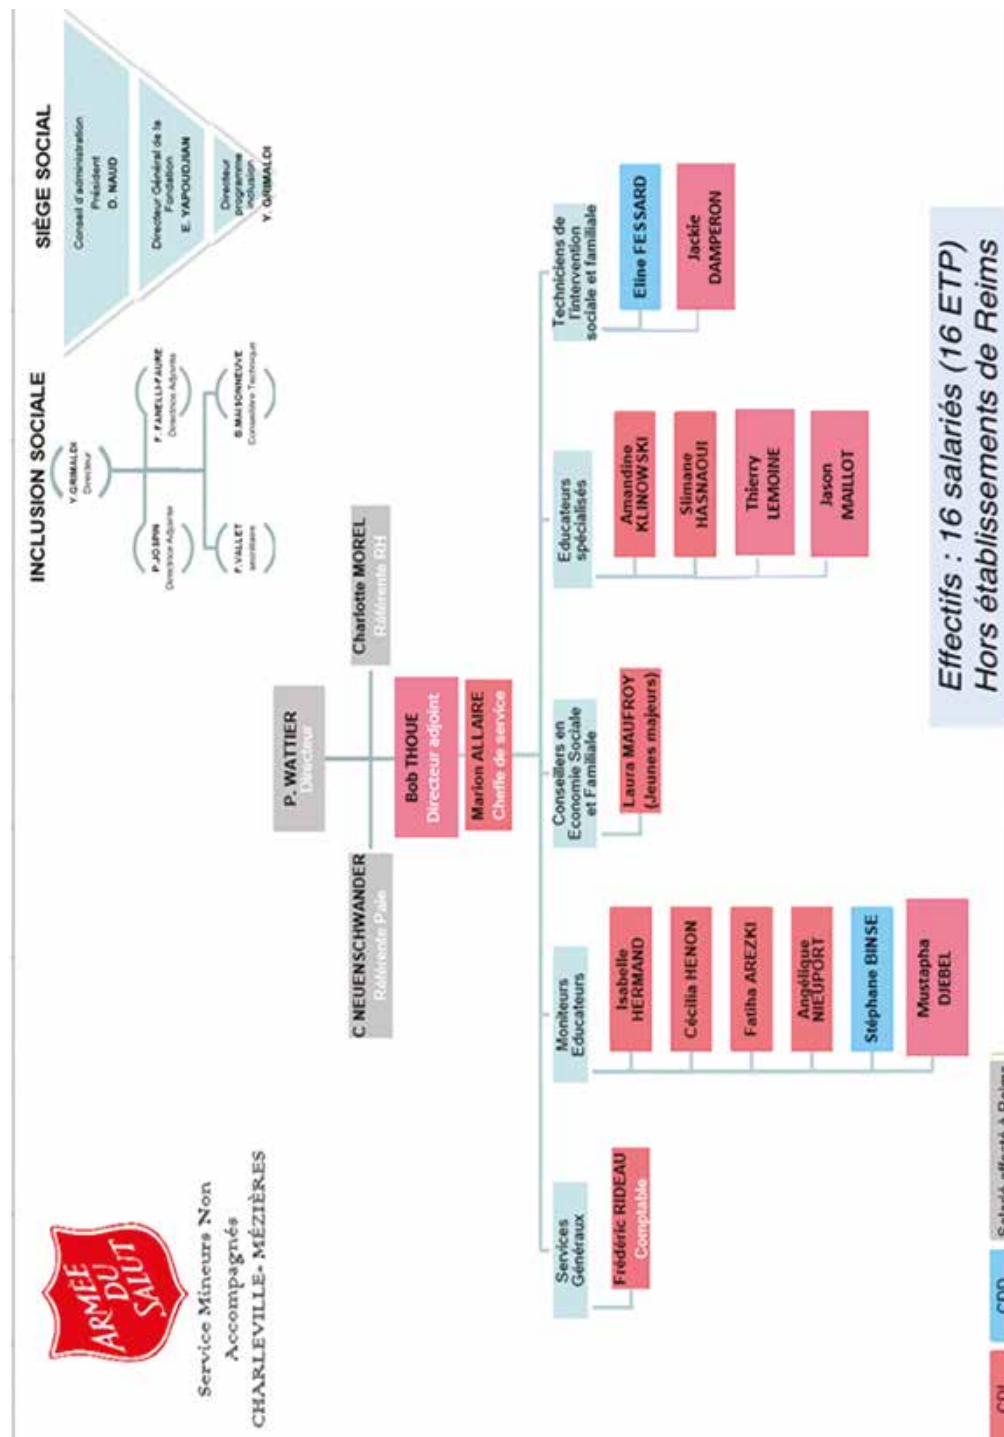 ARMÉE
DU
SALUT
Service Mineurs Non
Accompagnés
CHARLEVILLE- MÉZIÈRES
INCLUSION SOCIALE
Y.GRIMALDI
Directeur
P.JOSPIN
Directrice Adjointe
F. FANELLI-FAURE
Directrice Adjointe
F.VALLET
secrétaire
B.MAISONNEUVE
Conseillère Technique
SIÈGE SOCIAL
Conseil d'administration
Président
D. NAUD
Directeur Général de la
Fondation
E. YAPOUDJIAN
Directeur
programme
inclusion
Y. GRIMALDI
P. WATTIER
Directeur
C NEUENSCHWANDER
Référente Paie
Charlotte MOREL
Référente RH
Bob THOUE
Directeur adjoint
Marion ALLAIRE
Cheffe de service
Services
Généraux
Frédéric RIDEAU
Comptable
Moniteurs
Educateurs
Isabelle
HERMAND
Cécilia HENON
Fatiha AREZKI
Angélique
NIEUPORT
Stéphane BINSE
Mustapha
DJEBEL
Conseillers en
Economie Sociale
et Familiale
Laura MAUFROY
(Jeunes majeurs)
Educateurs
spécialisés
Amandine
KLINOWSKI
Slimane
HASNAOUI
Thierry
LEMOINE
Jason
MAILLOT
Techniciens de
l'intervention
sociale et familiale
Eline FESSARD
Jackie
DAMPERON
Effectifs : 16 salariés (16 ETP)
Hors établissements de Reims
CDI
CDD
Salarié affecté à Reims